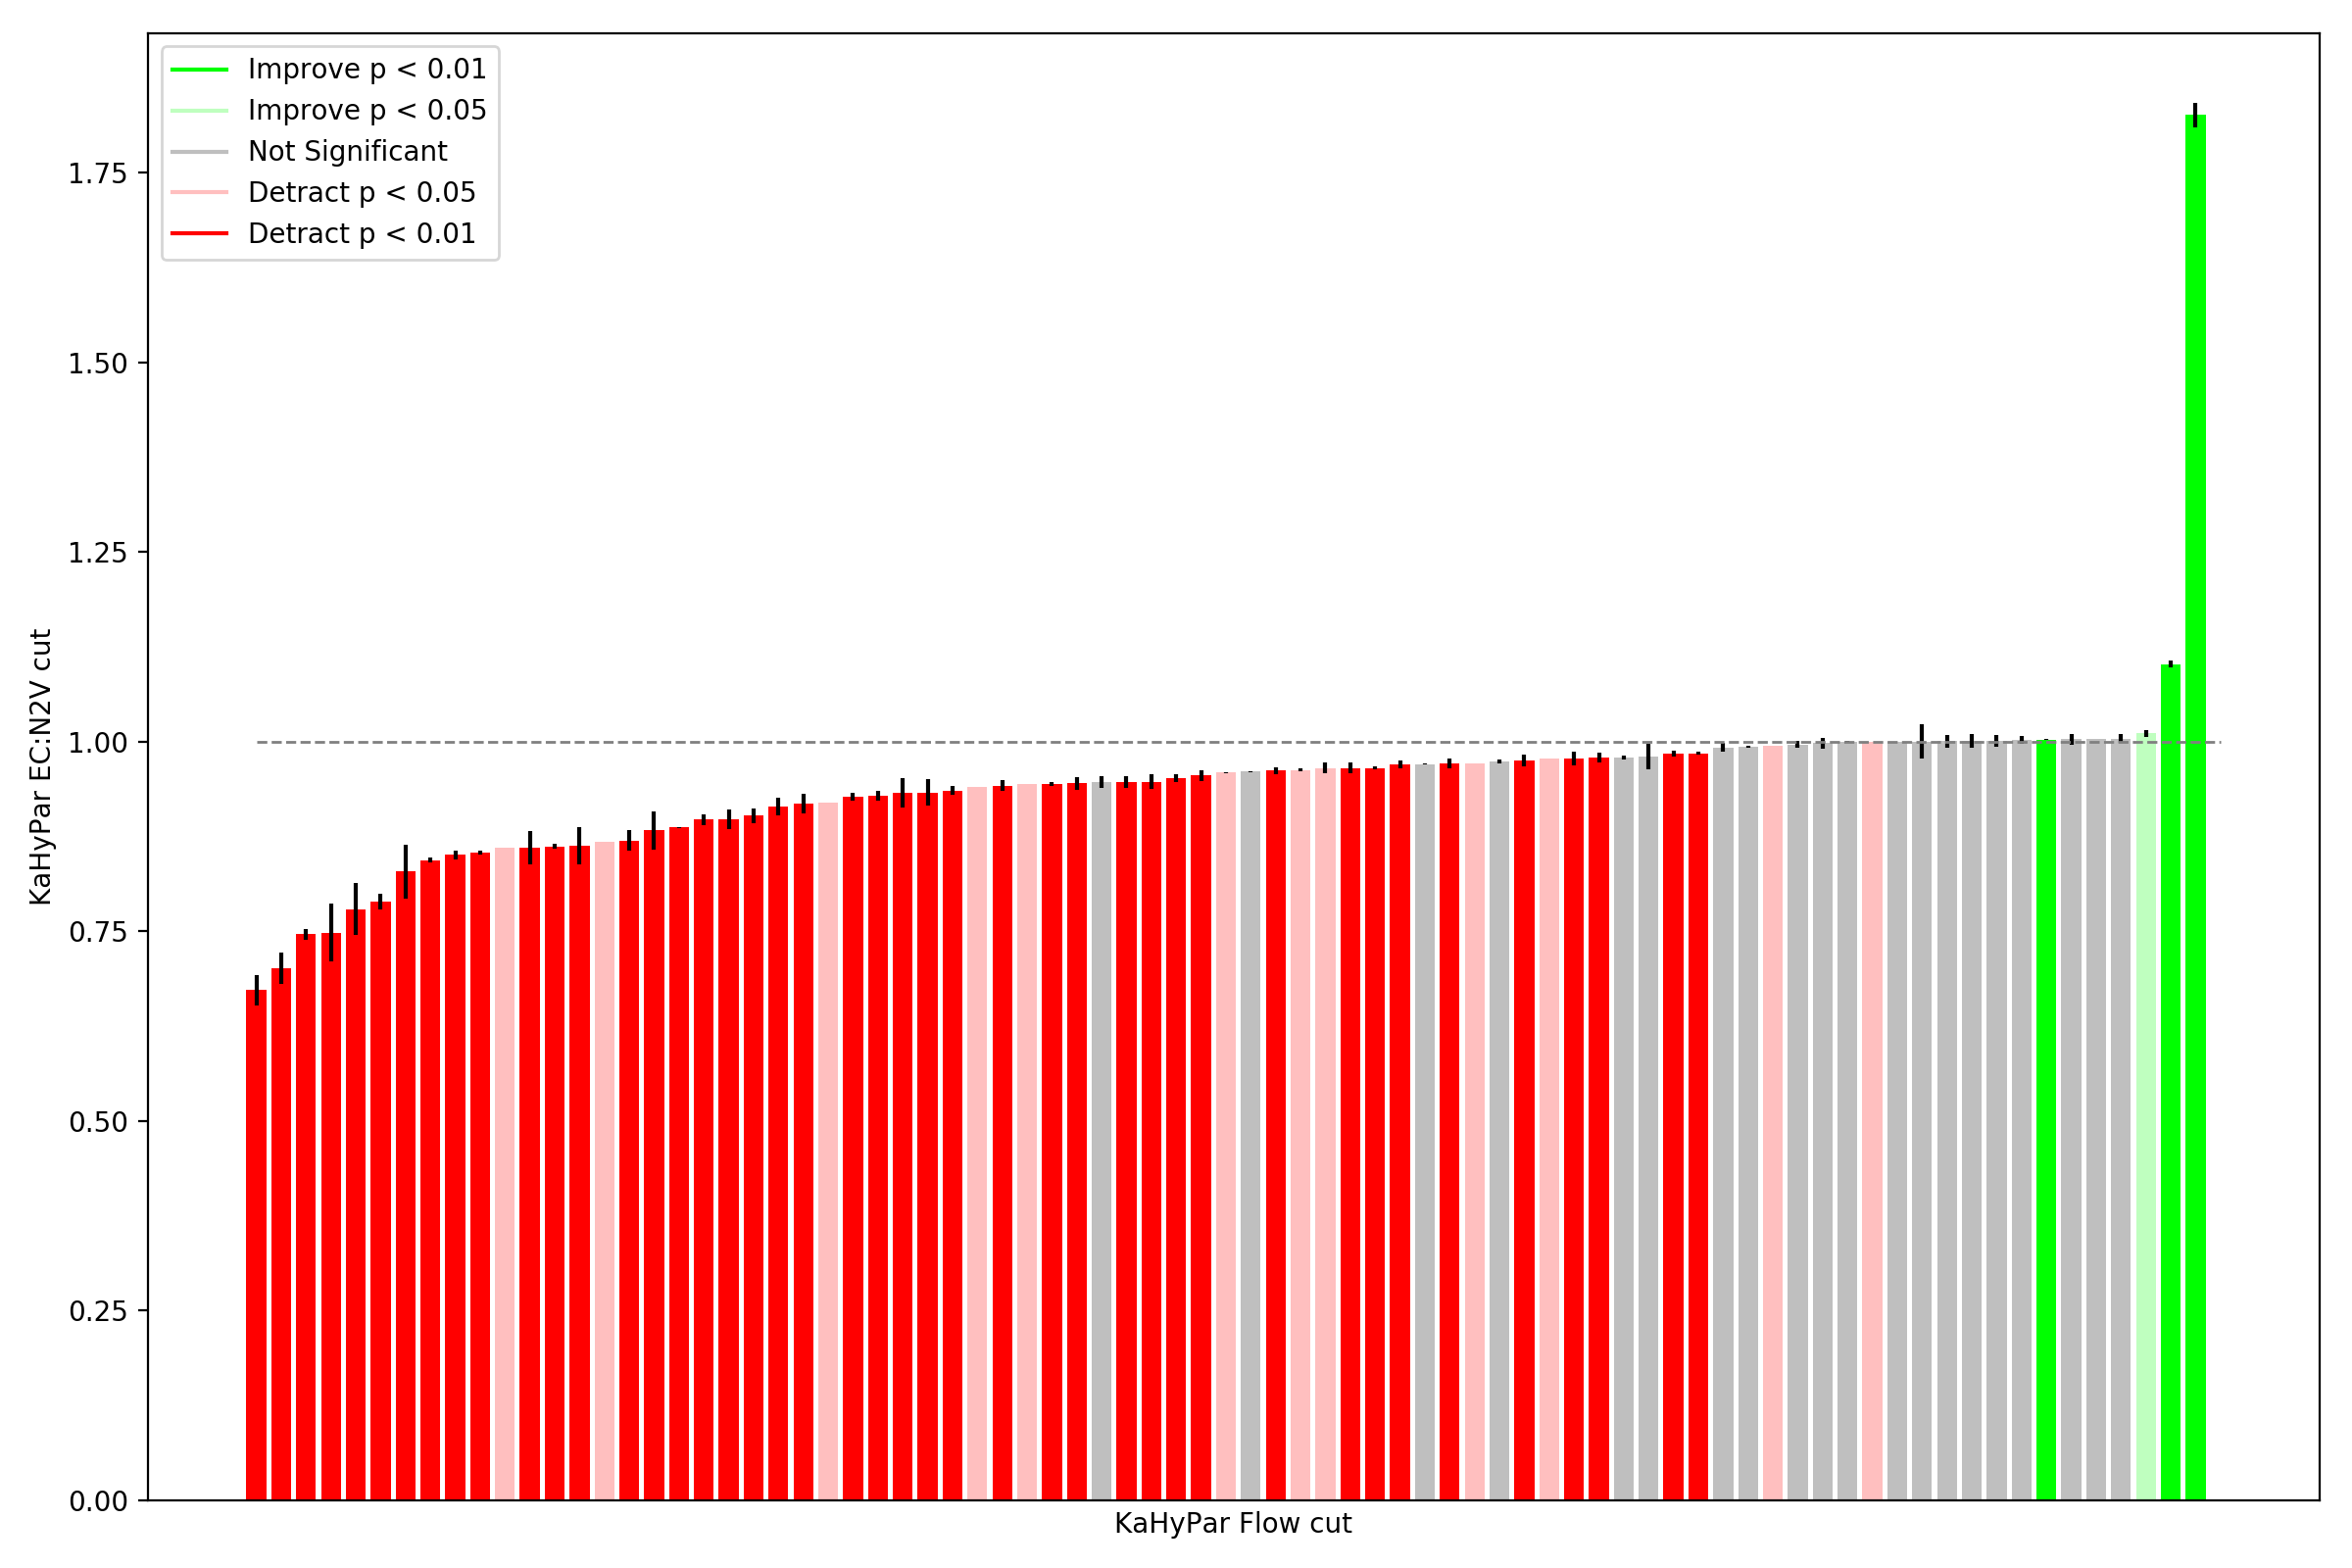 Improve p < 0.01
Improve p < 0.05
Not Significant
Detract p < 0.05
Detract p < 0.01
1.75
1.50
1.25
1.00
0.75
0.50
0.25
0.00
KaHyPar EC:N2V cut
KaHyPar Flow cut